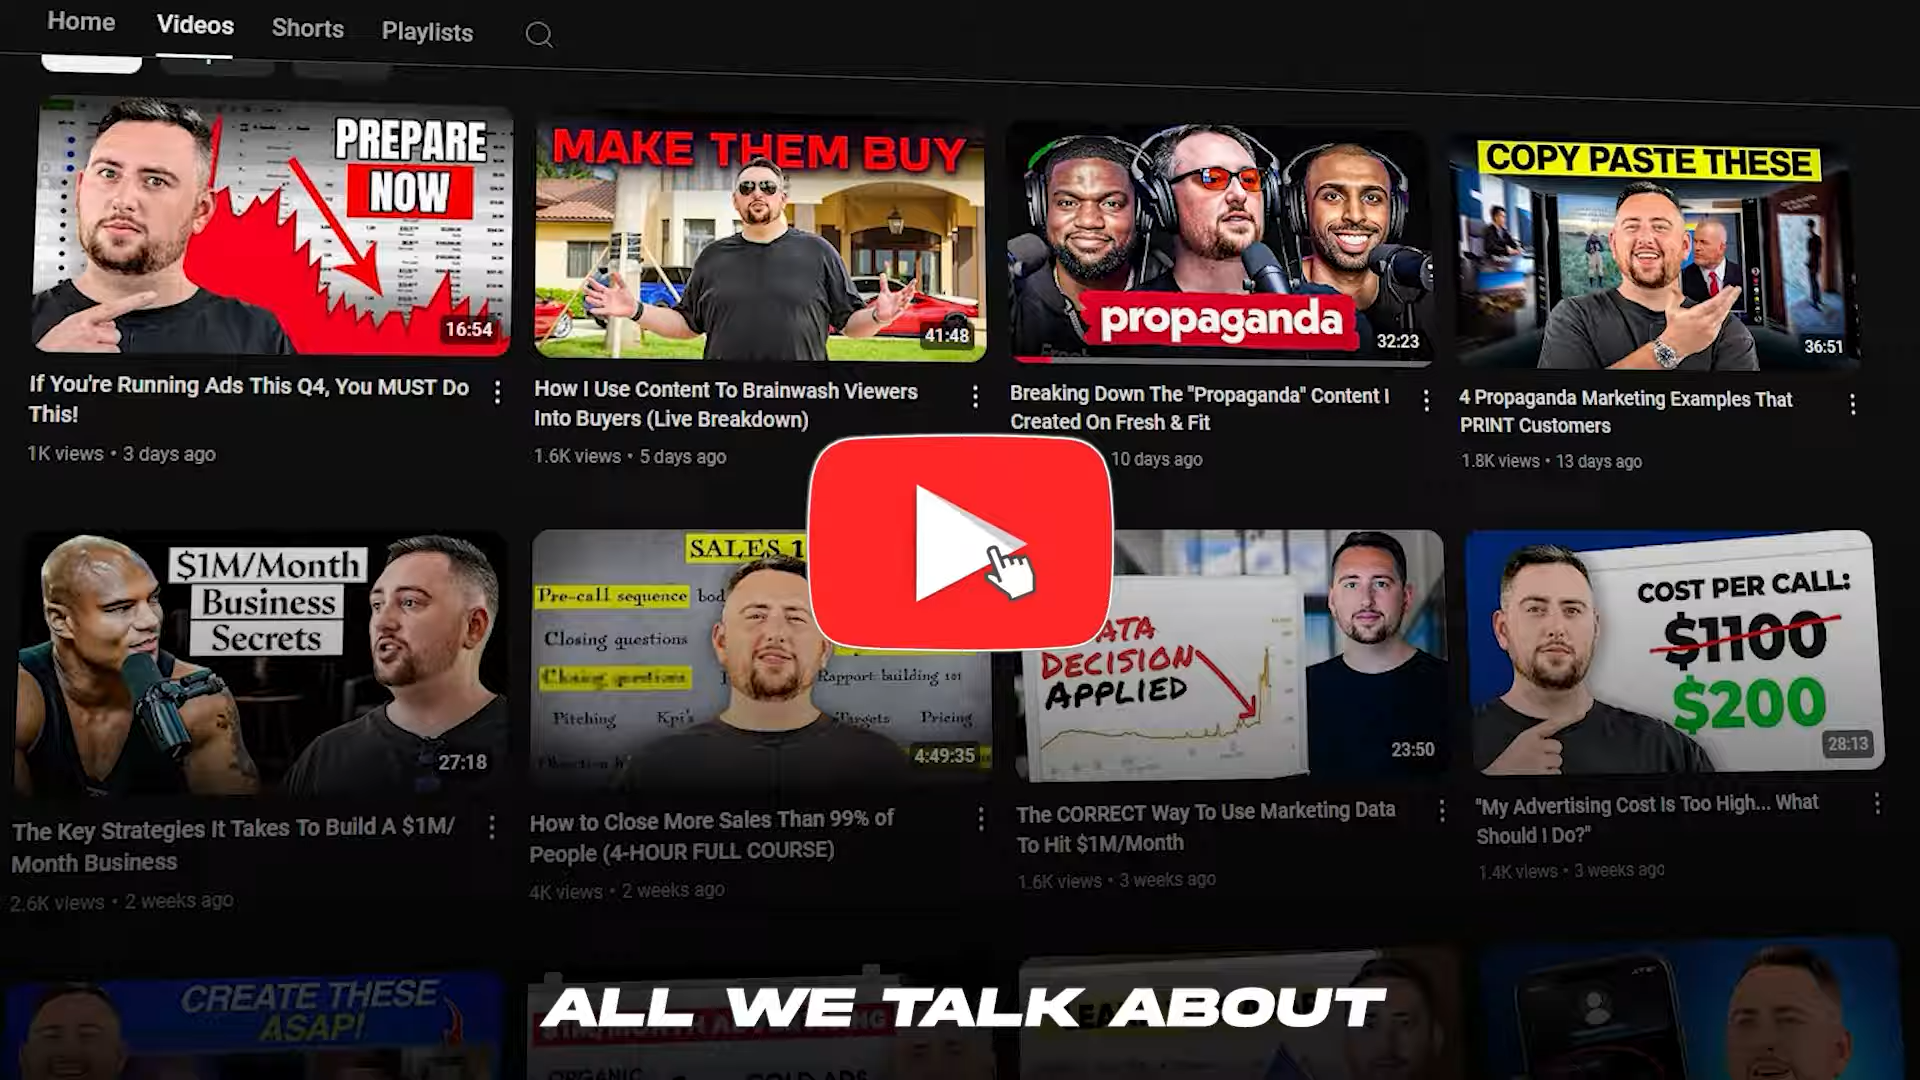 Home Videos Shorts Playlists
PREPARE
NOW
16:54
If You're Running Ads This Q4, You MUST Do
This!
1K views • 3 days ago
MAKE THEM BUY
41:48
How I Use Content To Brainwash Viewers
Into Buyers (Live Breakdown)
1.6K views • 5 days ago
propaganda
32:23
Breaking Down The "Propaganda" Content I
Created On Fresh & Fit
10 days ago
COPY PASTE THESE
36:51
4 Propaganda Marketing Examples That
PRINT Customers
1.8K views • 13 days ago
$1M/Month
Business
Secrets
27:18
The Key Strategies It Takes To Build A $1M/
Month Business
2.6K views • 2 weeks ago
SALES 1
Pre-call sequence
Closing questions
Closing questions
Rapport building 101
Pitching Kpi's Targets Pricing
4:49:35
How to Close More Sales Than 99% of
People (4-HOUR FULL COURSE)
4K views • 2 weeks ago
DECISION
APPLIED
23:50
The CORRECT Way To Use Marketing Data
To Hit $1M/Month
1.6K views • 3 weeks ago
COST PER CALL:
$1100
$200
28:13
"My Advertising Cost Is Too High... What
Should I Do?"
1.4K views • 3 weeks ago
CREATE THESE
ASAP!
ALL WE TALK ABOUT